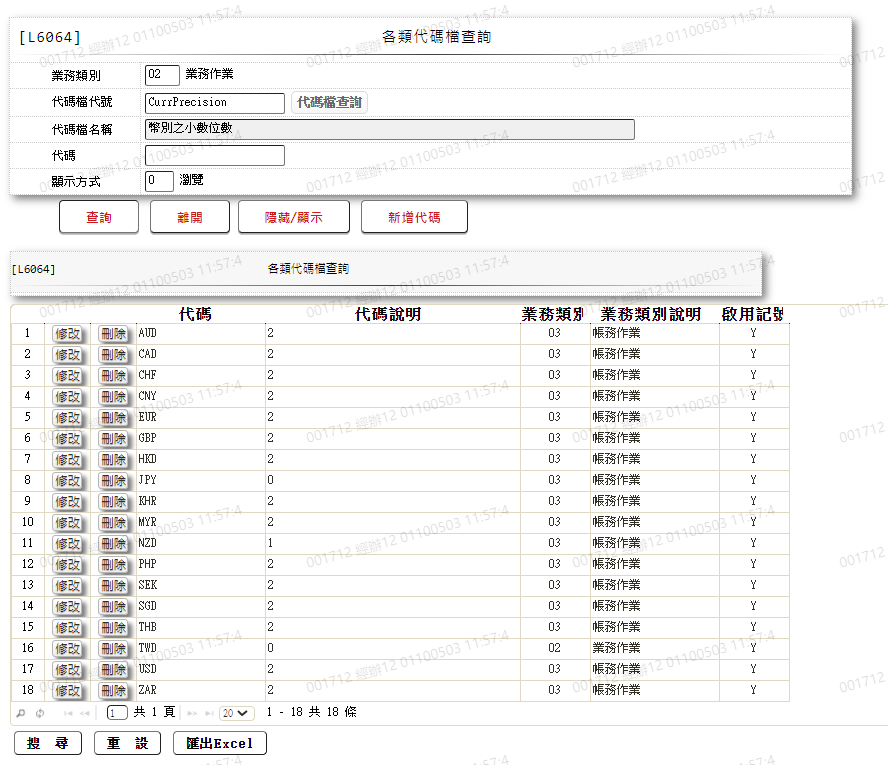 [L6064] 各類代碼檔查詢
業務類別 02 業務作業
代碼檔代號 CurrPrecision 代碼檔查詢
代碼檔名稱 幣別之小數位數
代碼
顯示方式 0 瀏覽
查詢 離開 隱藏/顯示 新增代碼
[L6064] 各類代碼檔查詢
代碼 代碼說明 業務類別 業務類別說明 啟用記號
1 修改 刪除 AUD 2 03 帳務作業 Y
2 修改 刪除 CAD 2 03 帳務作業 Y
3 修改 刪除 CHF 2 03 帳務作業 Y
4 修改 刪除 CNY 2 03 帳務作業 Y
5 修改 刪除 EUR 2 03 帳務作業 Y
6 修改 刪除 GBP 2 03 帳務作業 Y
7 修改 刪除 HKD 2 03 帳務作業 Y
8 修改 刪除 JPY 0 03 帳務作業 Y
9 修改 刪除 KHR 2 03 帳務作業 Y
10 修改 刪除 MYR 2 03 帳務作業 Y
11 修改 刪除 NZD 1 03 帳務作業 Y
12 修改 刪除 PHP 2 03 帳務作業 Y
13 修改 刪除 SEK 2 03 帳務作業 Y
14 修改 刪除 SGD 2 03 帳務作業 Y
15 修改 刪除 THB 2 03 帳務作業 Y
16 修改 刪除 TWD 0 02 業務作業 Y
17 修改 刪除 USD 2 03 帳務作業 Y
18 修改 刪除 ZAR 2 03 帳務作業 Y
1 共 1 頁 20 1 - 18 共 18 條
搜 尋 重 設 匯出Excel
001712 經辦12 01100503 11:57:4